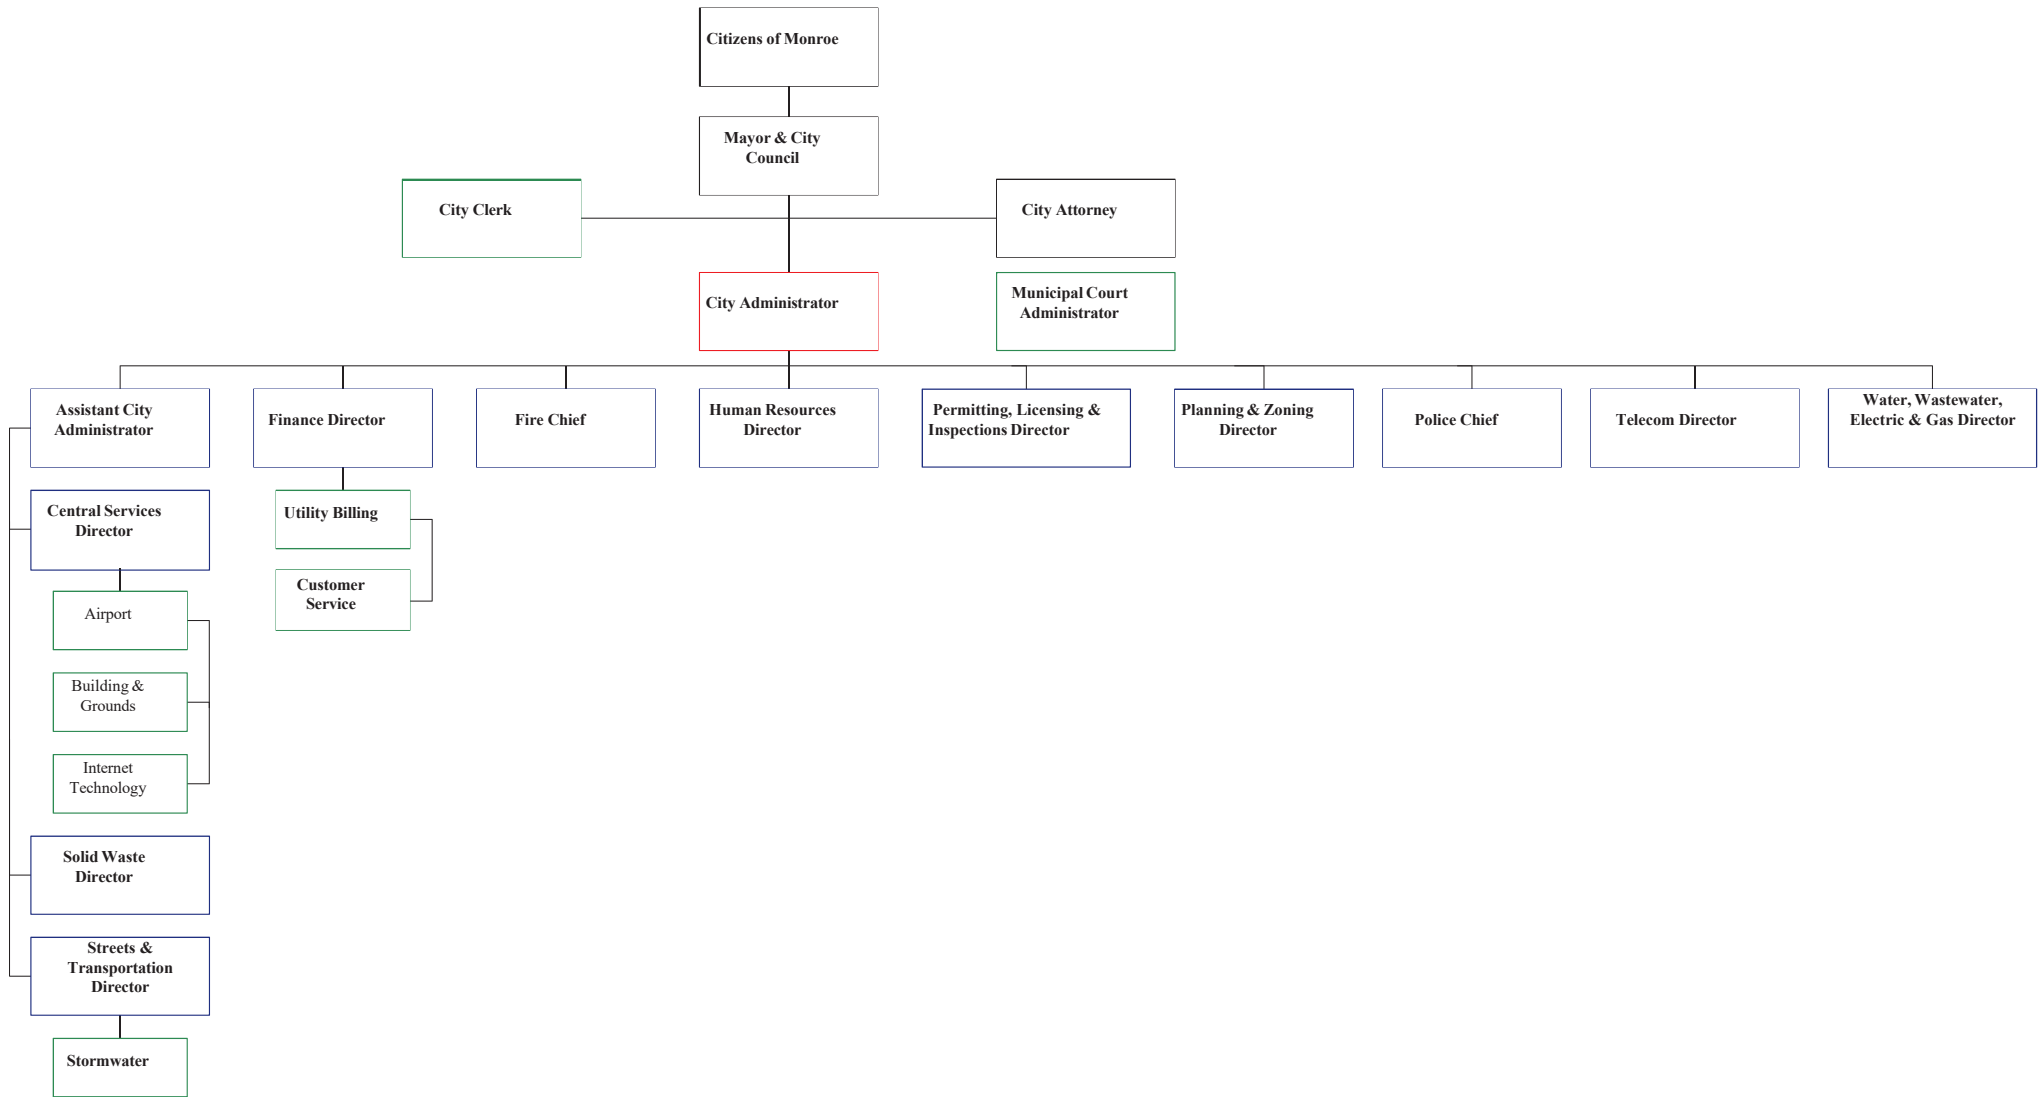 Citizens of Monroe
Mayor & City
Council
City Clerk
City Attorney
City Administrator
Municipal Court
Administrator
Assistant City
Administrator
Finance Director
Fire Chief
Human Resources
Director
Permitting, Licensing &
Inspections Director
Planning & Zoning
Director
Police Chief
Telecom Director
Water, Wastewater,
Electric & Gas Director
Central Services
Director
Utility Billing
Customer
Service
Airport
Building &
Grounds
Internet
Technology
Solid Waste
Director
Streets &
Transportation
Director
Stormwater